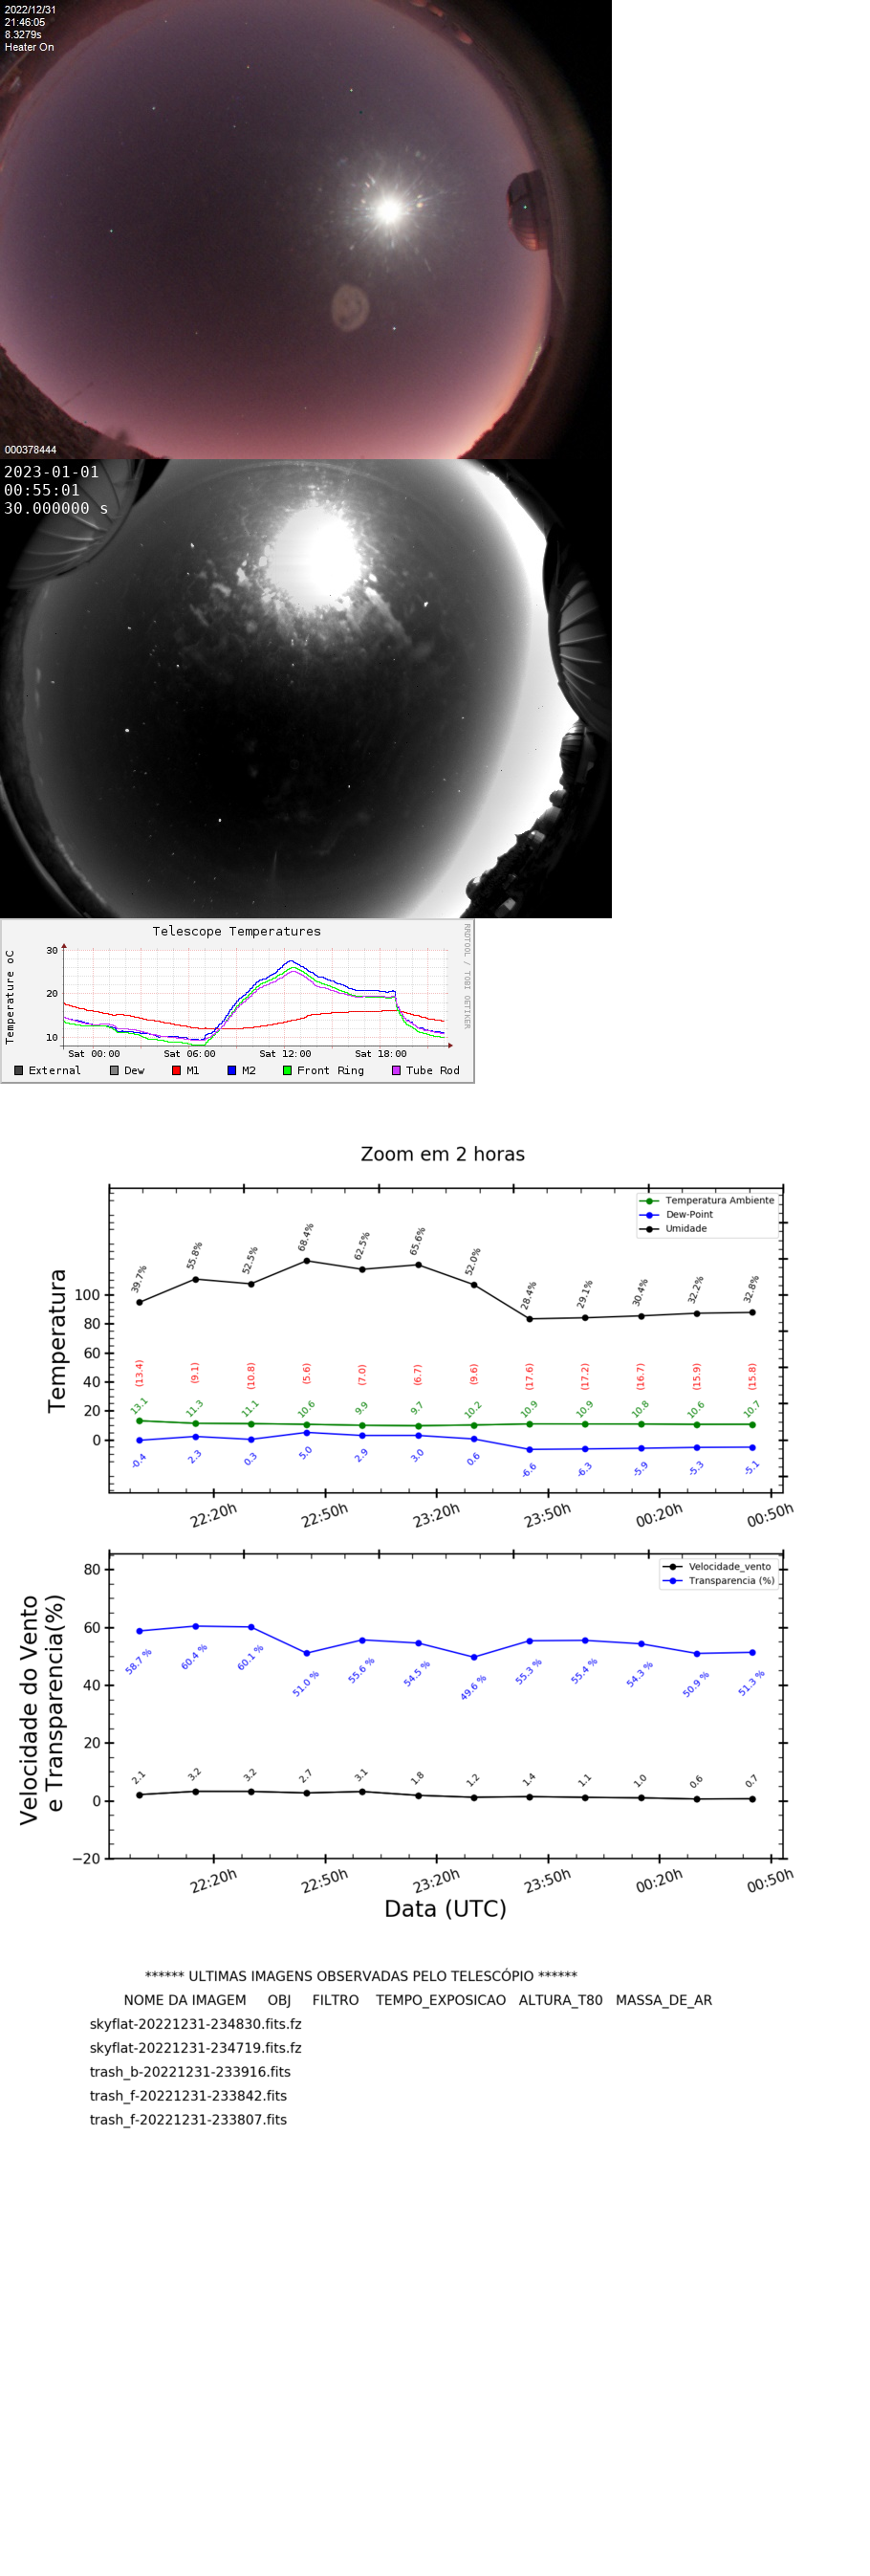 2022/12/31
21:46:05
8.3279s
Heater On
000378444
2023-01-01
00:55:01
30.000000 s
Telescope Temperatures
RRDTOOL / TOBI OETIKER
Temperature oC
30
20
10
Sat 00:00 Sat 06:00 Sat 12:00 Sat 18:00
External Dew M1 M2 Front Ring Tube Rod
Zoom em 2 horas
Temperatura Ambiente
Dew-Point
Umidade
Temperatura
100
80
60
40
20
0
39.7% 55.8% 52.5% 68.4% 62.5% 65.6% 52.0% 28.4% 29.1% 30.4% 32.2% 32.8%
(13.4) (9.1) (10.8) (5.6) (7.0) (6.7) (9.6) (17.6) (17.2) (16.7) (15.9) (15.8)
13.1 11.3 11.1 10.6 9.9 9.7 10.2 10.9 10.9 10.8 10.6 10.7
-0.4 2.3 0.3 5.0 2.9 3.0 0.6 -6.6 -6.3 -5.9 -5.3 -5.1
22:20h 22:50h 23:20h 23:50h 00:20h 00:50h
Velocidade_vento
Transparencia (%)
Velocidade do Vento
e Transparencia(%)
80
60
40
20
0
−20
58.7 % 60.4 % 60.1 % 51.0 % 55.6 % 54.5 % 49.6 % 55.3 % 55.4 % 54.3 % 50.9 % 51.3 %
2.1 3.2 3.2 2.7 3.1 1.8 1.2 1.4 1.1 1.0 0.6 0.7
22:20h 22:50h 23:20h 23:50h 00:20h 00:50h
Data (UTC)
****** ULTIMAS IMAGENS OBSERVADAS PELO TELESCÓPIO ******
NOME DA IMAGEM OBJ FILTRO TEMPO_EXPOSICAO ALTURA_T80 MASSA_DE_AR
skyflat-20221231-234830.fits.fz
skyflat-20221231-234719.fits.fz
trash_b-20221231-233916.fits
trash_f-20221231-233842.fits
trash_f-20221231-233807.fits